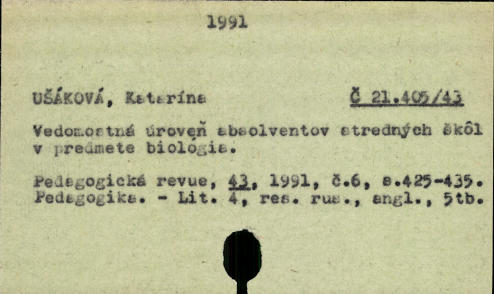 1991
UŠÁKOVÁ, Katarína Č 21.405/43
Vedomostná úroveň absolventov stredných škôl
v predmete biológia.
Pedagogická revue, 43, 1991, č.6, s.425-435.
Pedagogika. - Lit. 4, res. rus., angl., 5tb.